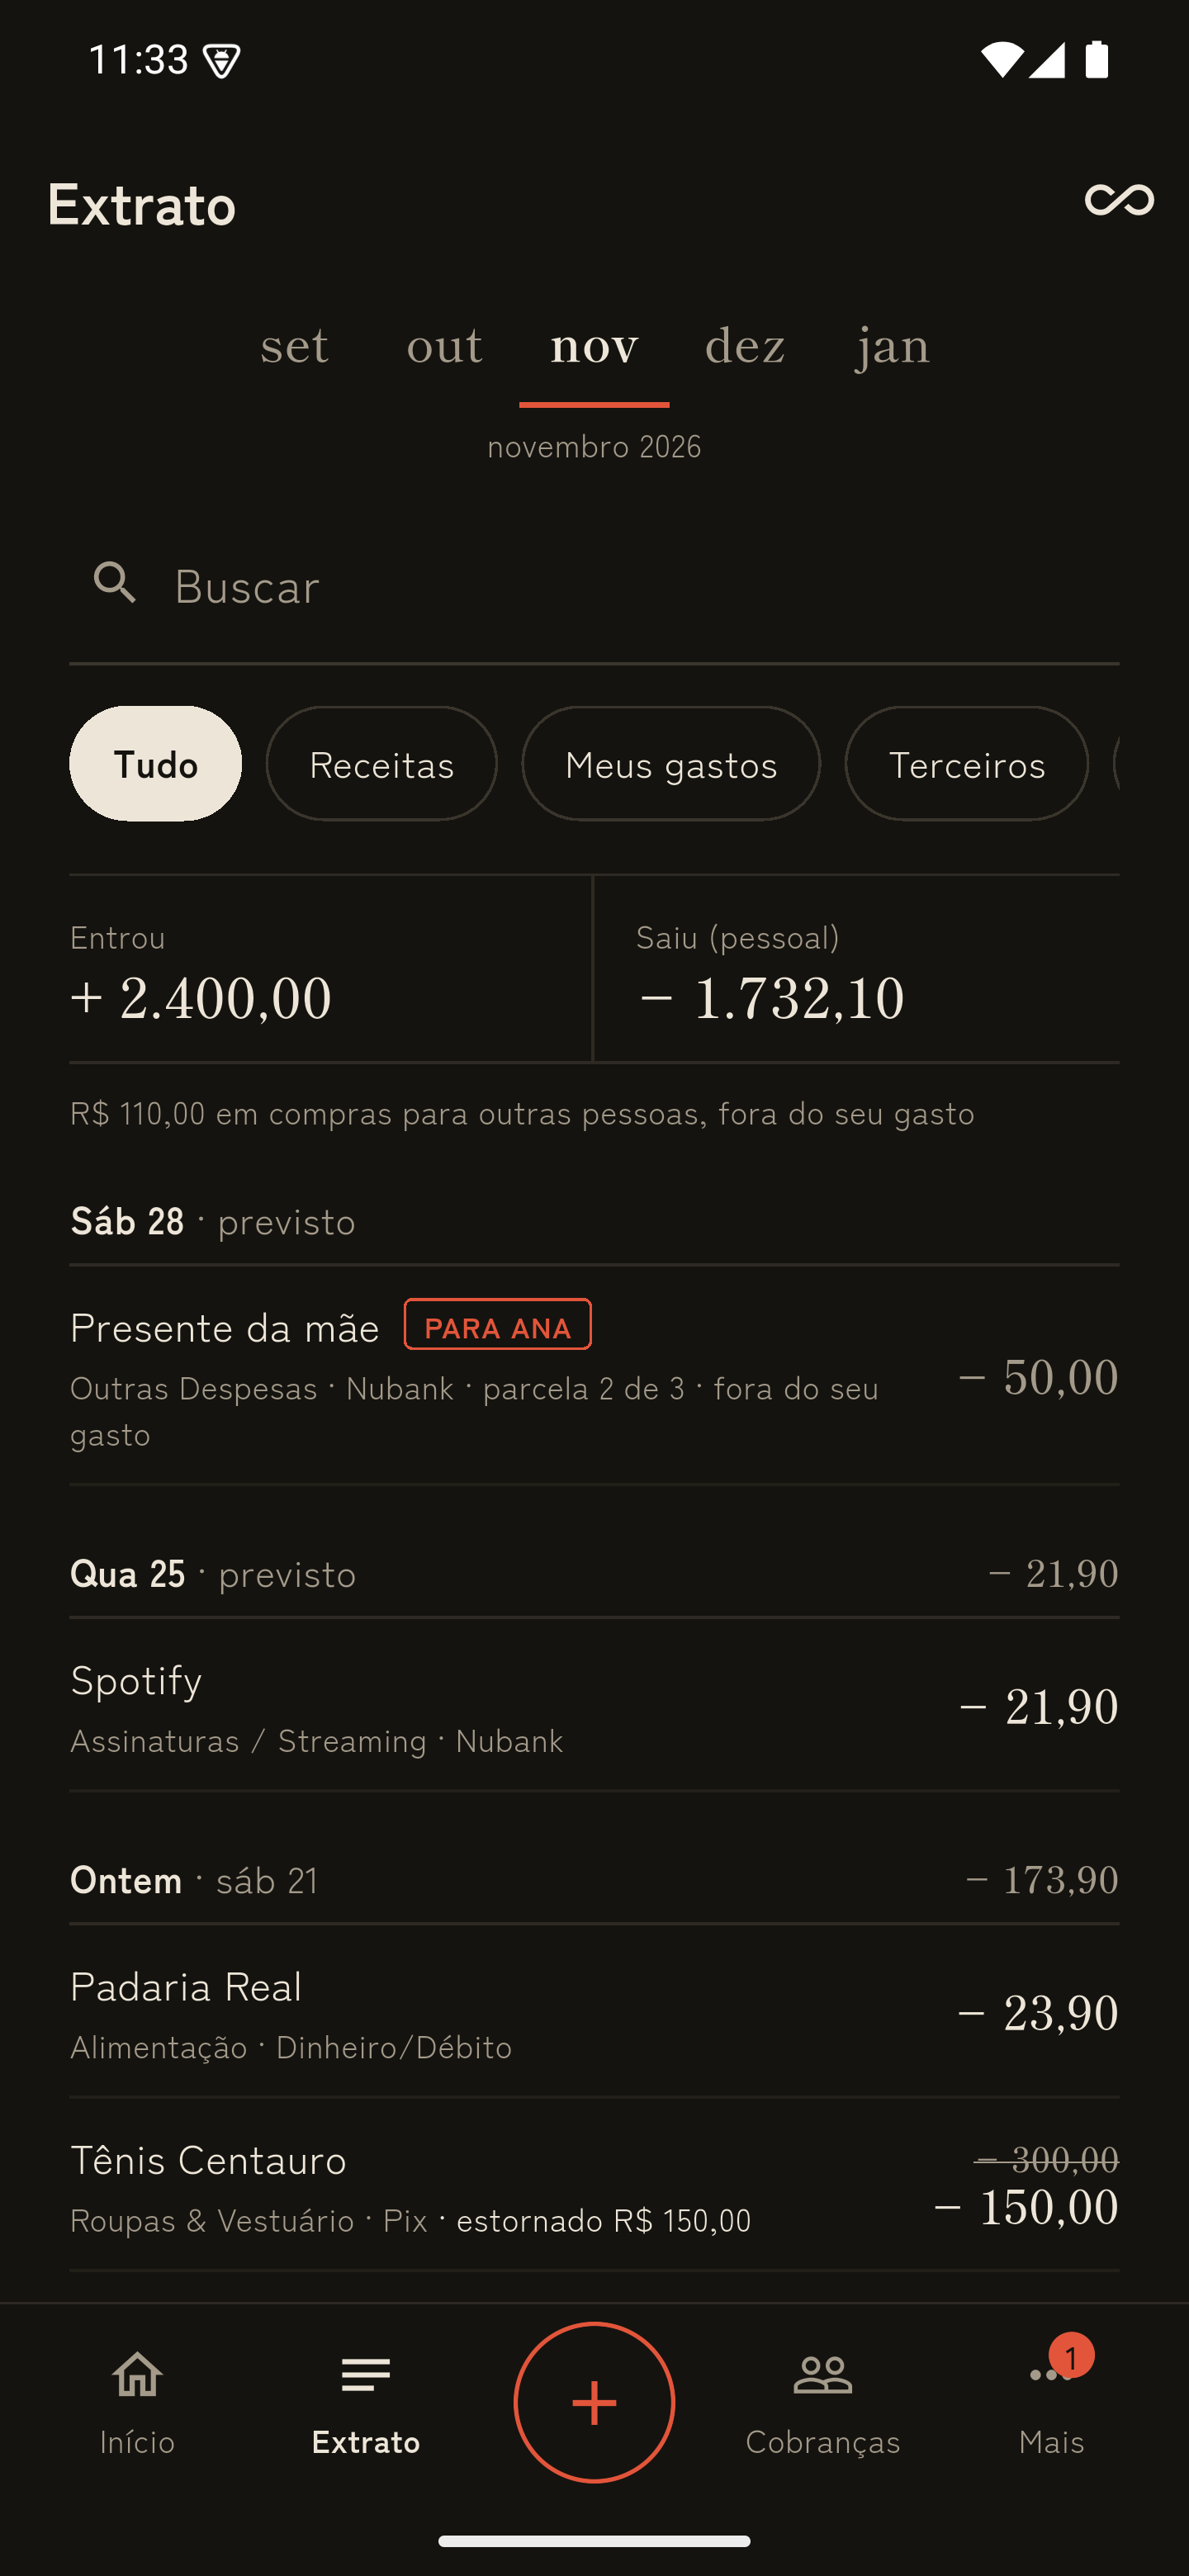 11:33
Extrato
set out nov dez jan
novembro 2026
Buscar
Tudo Receitas Meus gastos Terceiros
Entrou Saiu (pessoal)
+ 2.400,00 − 1.732,10
R$ 110,00 em compras para outras pessoas, fora do seu gasto
Sáb 28 · previsto
Presente da mãe PARA ANA
Outras Despesas · Nubank · parcela 2 de 3 · fora do seu
gasto
− 50,00
Qua 25 · previsto − 21,90
Spotify
Assinaturas / Streaming · Nubank
− 21,90
Ontem · sáb 21 − 173,90
Padaria Real
Alimentação · Dinheiro/Débito
− 23,90
Tênis Centauro − 300,00
Roupas & Vestuário · Pix · estornado R$ 150,00 − 150,00
1
Início Extrato + Cobranças Mais